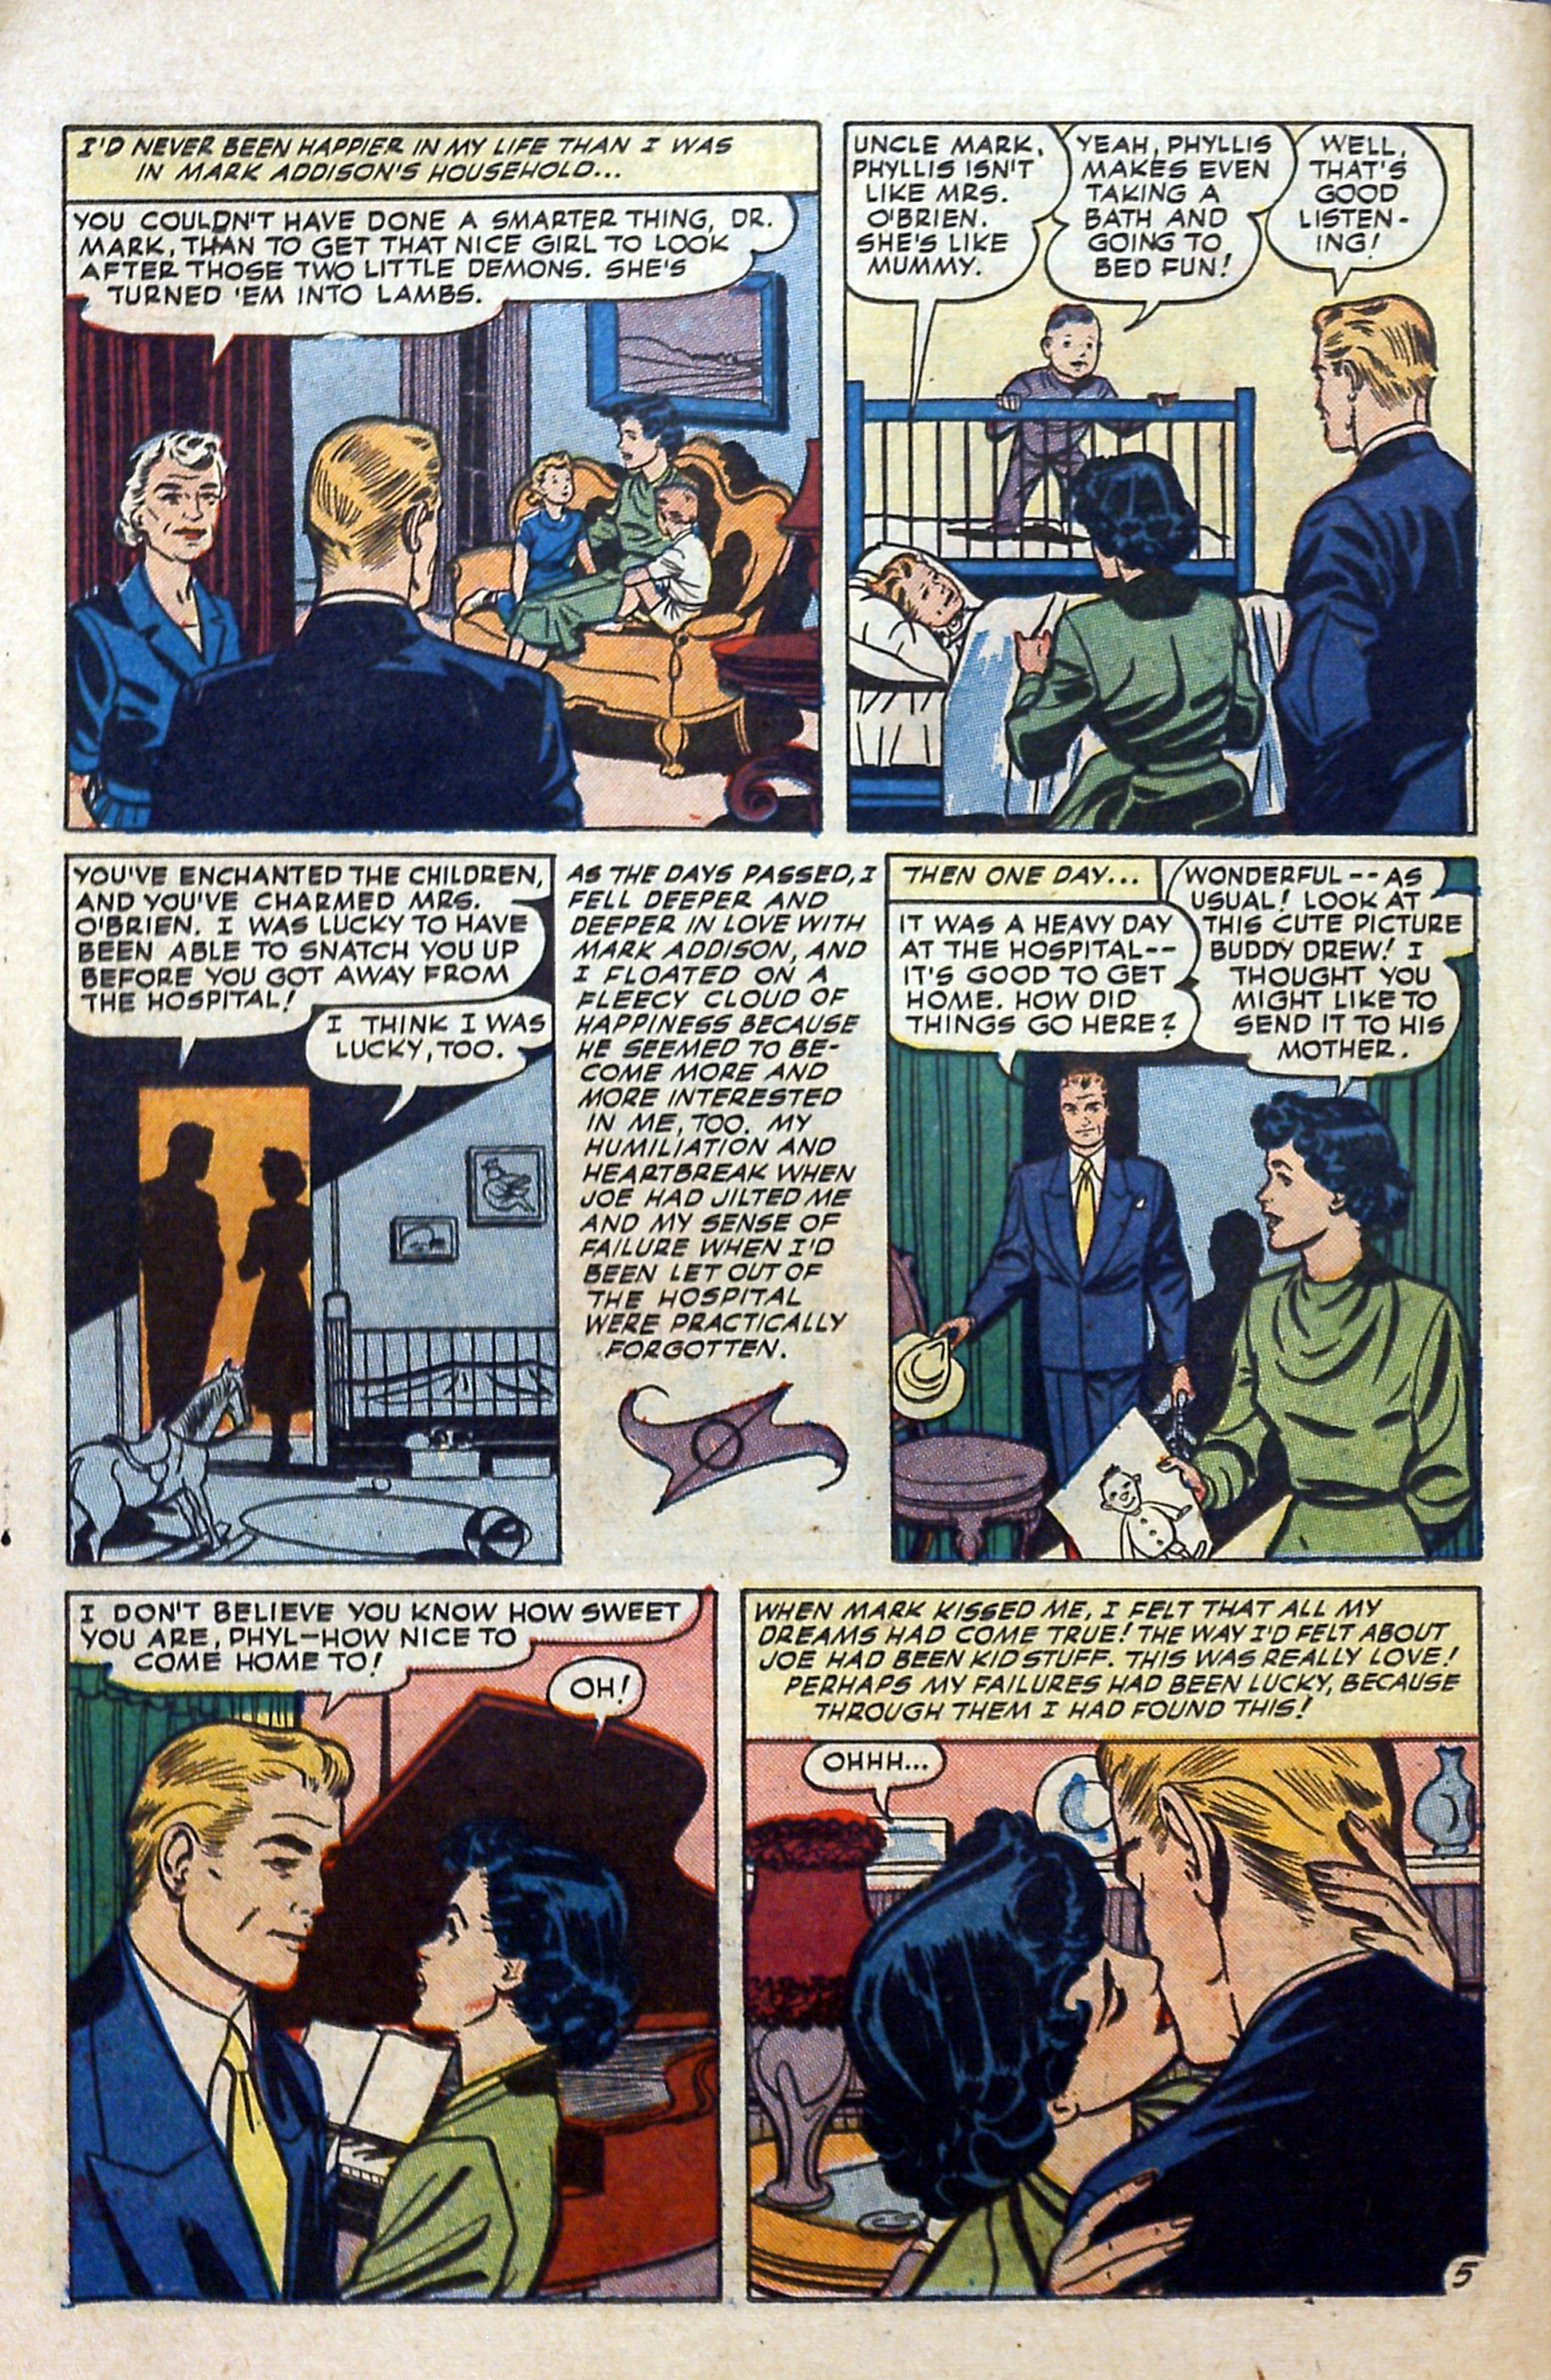 I'D NEVER BEEN HAPPIER IN MY LIFE THAN I WAS
IN MARK ADDISON'S HOUSEHOLD...
YOU COULDN'T HAVE DONE A SMARTER THING, DR.
MARK, THAN TO GET THAT NICE GIRL TO LOOK
AFTER THOSE TWO LITTLE DEMONS. SHE'S
TURNED 'EM INTO LAMBS.
UNCLE MARK,
PHYLLIS ISN'T
LIKE MRS.
O'BRIEN.
SHE'S LIKE
MUMMY.
YEAH, PHYLLIS
MAKES EVEN
TAKING A
BATH AND
GOING TO
BED FUN!
WELL,
THAT'S
GOOD
LISTEN-
ING!
YOU'VE ENCHANTED THE CHILDREN,
AND YOU'VE CHARMED MRS.
O'BRIEN. I WAS LUCKY TO HAVE
BEEN ABLE TO SNATCH YOU UP
BEFORE YOU GOT AWAY FROM
THE HOSPITAL!
I THINK I WAS
LUCKY, TOO.
AS THE DAYS PASSED, I
FELL DEEPER AND
DEEPER IN LOVE WITH
MARK ADDISON, AND
I FLOATED ON A
FLEECY CLOUD OF
HAPPINESS BECAUSE
HE SEEMED TO BE-
COME MORE AND
MORE INTERESTED
IN ME, TOO. MY
HUMILIATION AND
HEARTBREAK WHEN
JOE HAD JILTED ME
AND MY SENSE OF
FAILURE WHEN I'D
BEEN LET OUT OF
THE HOSPITAL
WERE PRACTICALLY
FORGOTTEN.
THEN ONE DAY...
IT WAS A HEAVY DAY
AT THE HOSPITAL--
IT'S GOOD TO GET
HOME. HOW DID
THINGS GO HERE?
WONDERFUL--AS
USUAL! LOOK AT
THIS CUTE PICTURE
BUDDY DREW! I
THOUGHT YOU
MIGHT LIKE TO
SEND IT TO HIS
MOTHER.
I DON'T BELIEVE YOU KNOW HOW SWEET
YOU ARE, PHYL--HOW NICE TO
COME HOME TO!
OH!
WHEN MARK KISSED ME, I FELT THAT ALL MY
DREAMS HAD COME TRUE! THE WAY I'D FELT ABOUT
JOE HAD BEEN KID STUFF. THIS WAS REALLY LOVE!
PERHAPS MY FAILURES HAD BEEN LUCKY, BECAUSE
THROUGH THEM I HAD FOUND THIS!
OHHH...
5